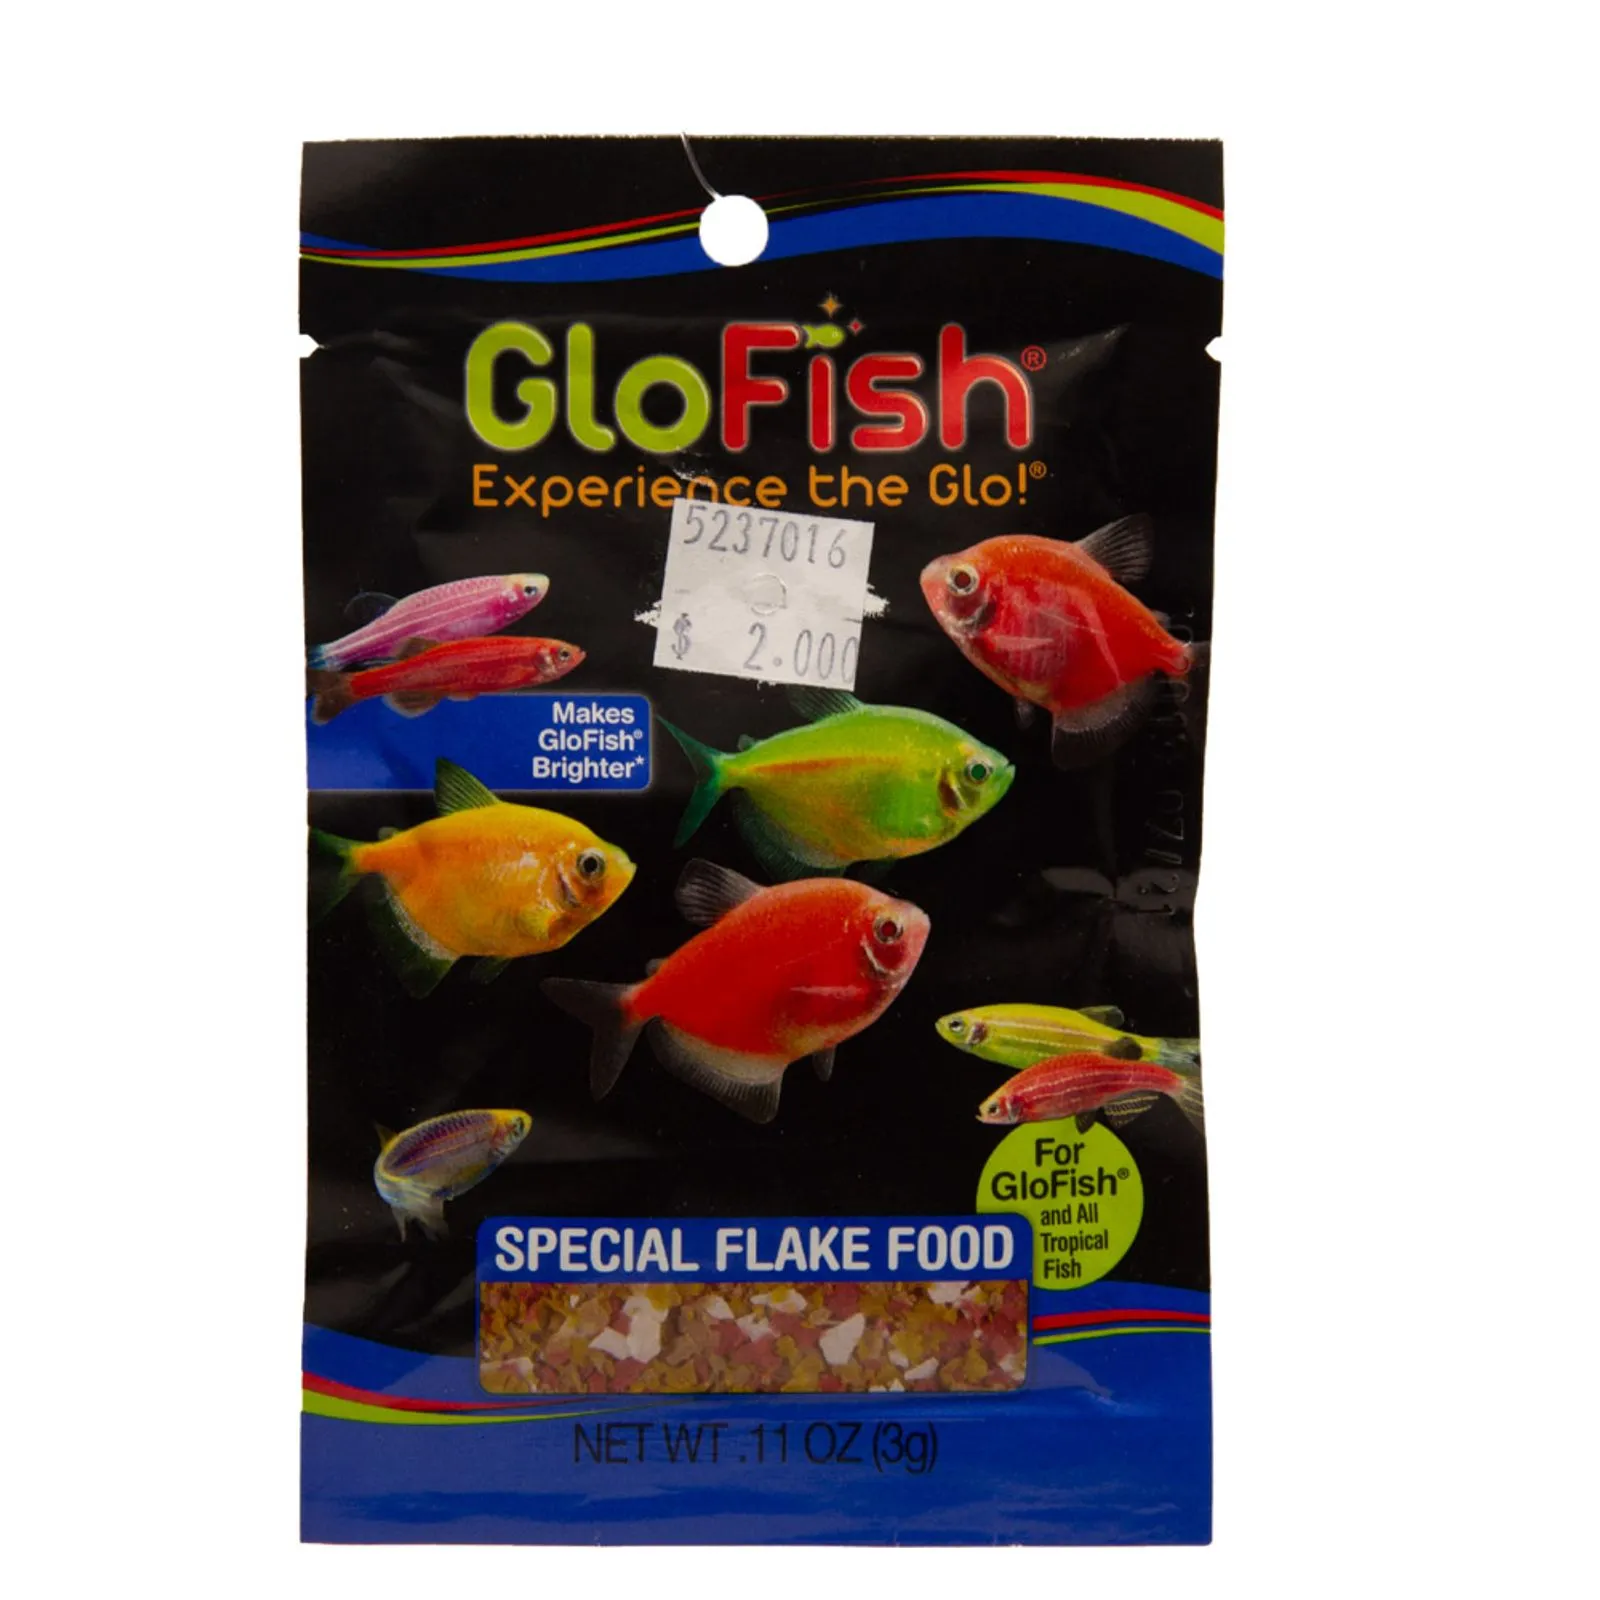 GloFish®
Experience the Glo!®
5237016
$ 2.000
Makes
GloFish®
Brighter*
For
GloFish®
and All
Tropical
Fish
SPECIAL FLAKE FOOD
NET WT .11 OZ (3g)